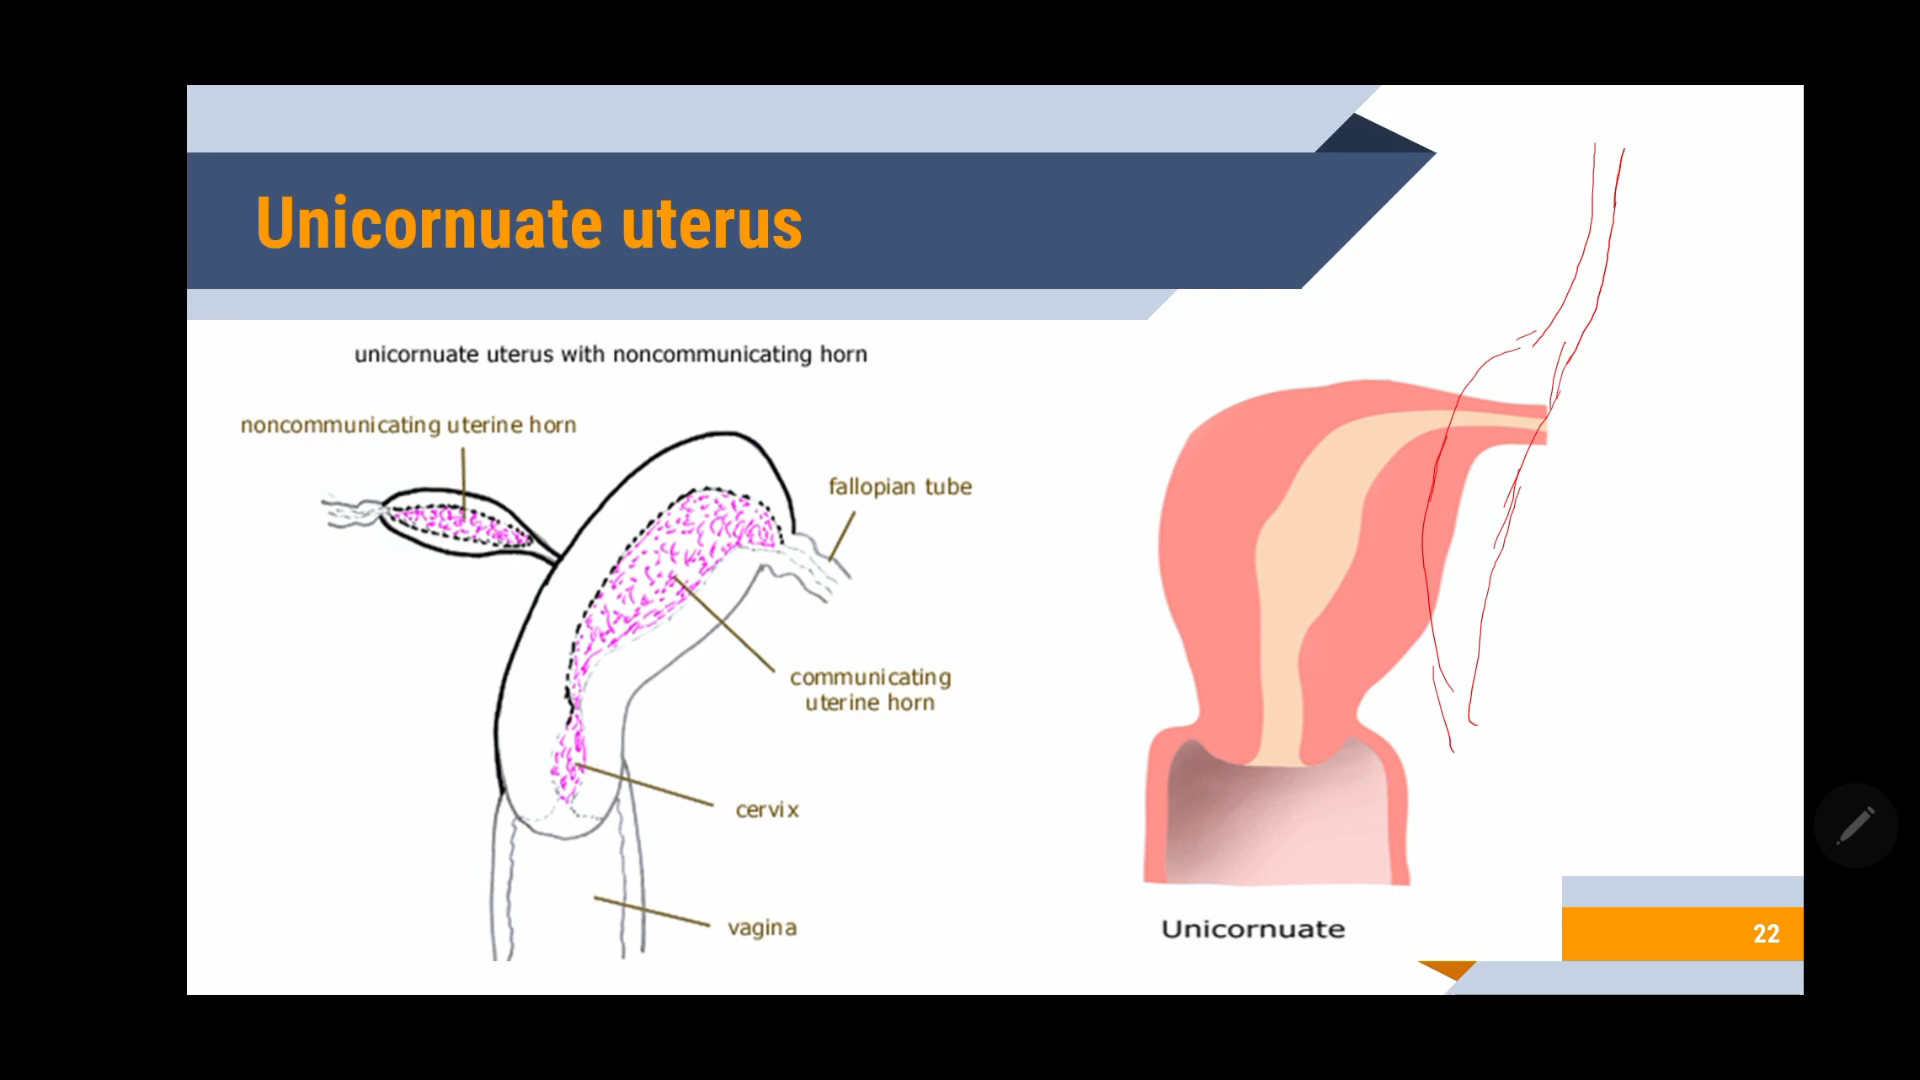 Unicornuate uterus
unicornuate uterus with noncommunicating horn
noncommunicating uterine horn
fallopian tube
communicating
uterine horn
cervix
vagina
Unicornuate
22